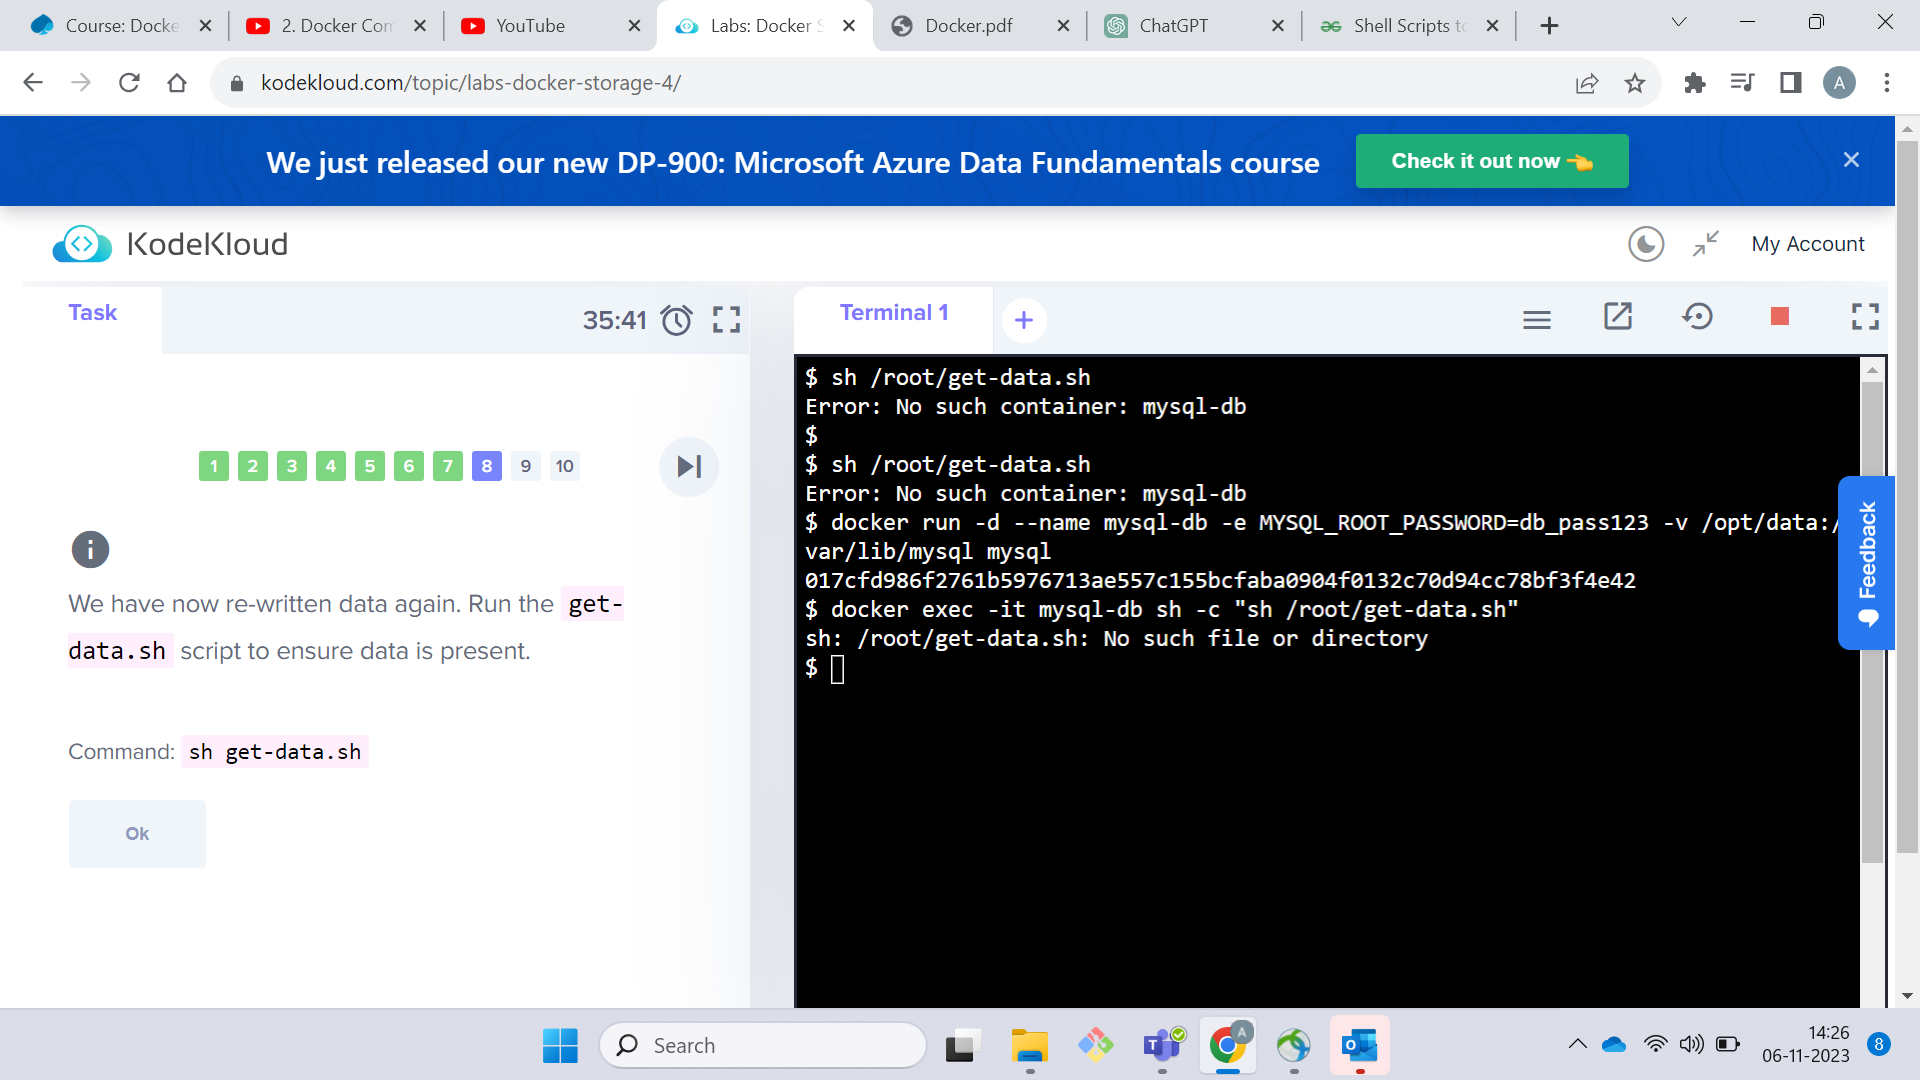 Course: Docke
2. Docker Con
YouTube
Labs: Docker S
Docker.pdf
ChatGPT
Shell Scripts to
kodekloud.com/topic/labs-docker-storage-4/
A
We just released our new DP-900: Microsoft Azure Data Fundamentals course
Check it out now 👈
KodeKloud
My Account
Task
35:41
Terminal 1
1 2 3 4 5 6 7 8 9 10
We have now re-written data again. Run the get-
data.sh script to ensure data is present.
Command: sh get-data.sh
Ok
$ sh /root/get-data.sh
Error: No such container: mysql-db
$
$ sh /root/get-data.sh
Error: No such container: mysql-db
$ docker run -d --name mysql-db -e MYSQL_ROOT_PASSWORD=db_pass123 -v /opt/data:/
var/lib/mysql mysql
017cfd986f2761b5976713ae557c155bcfaba0904f0132c70d94cc78bf3f4e42
$ docker exec -it mysql-db sh -c "sh /root/get-data.sh"
sh: /root/get-data.sh: No such file or directory
$
Feedback
Search
A
14:26
06-11-2023
8